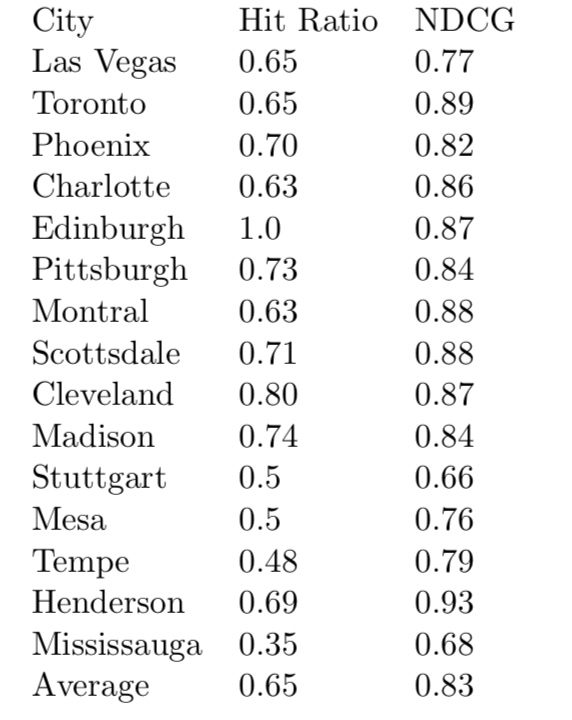 City Hit Ratio NDCG
Las Vegas 0.65 0.77
Toronto 0.65 0.89
Phoenix 0.70 0.82
Charlotte 0.63 0.86
Edinburgh 1.0 0.87
Pittsburgh 0.73 0.84
Montral 0.63 0.88
Scottsdale 0.71 0.88
Cleveland 0.80 0.87
Madison 0.74 0.84
Stuttgart 0.5 0.66
Mesa 0.5 0.76
Tempe 0.48 0.79
Henderson 0.69 0.93
Mississauga 0.35 0.68
Average 0.65 0.83